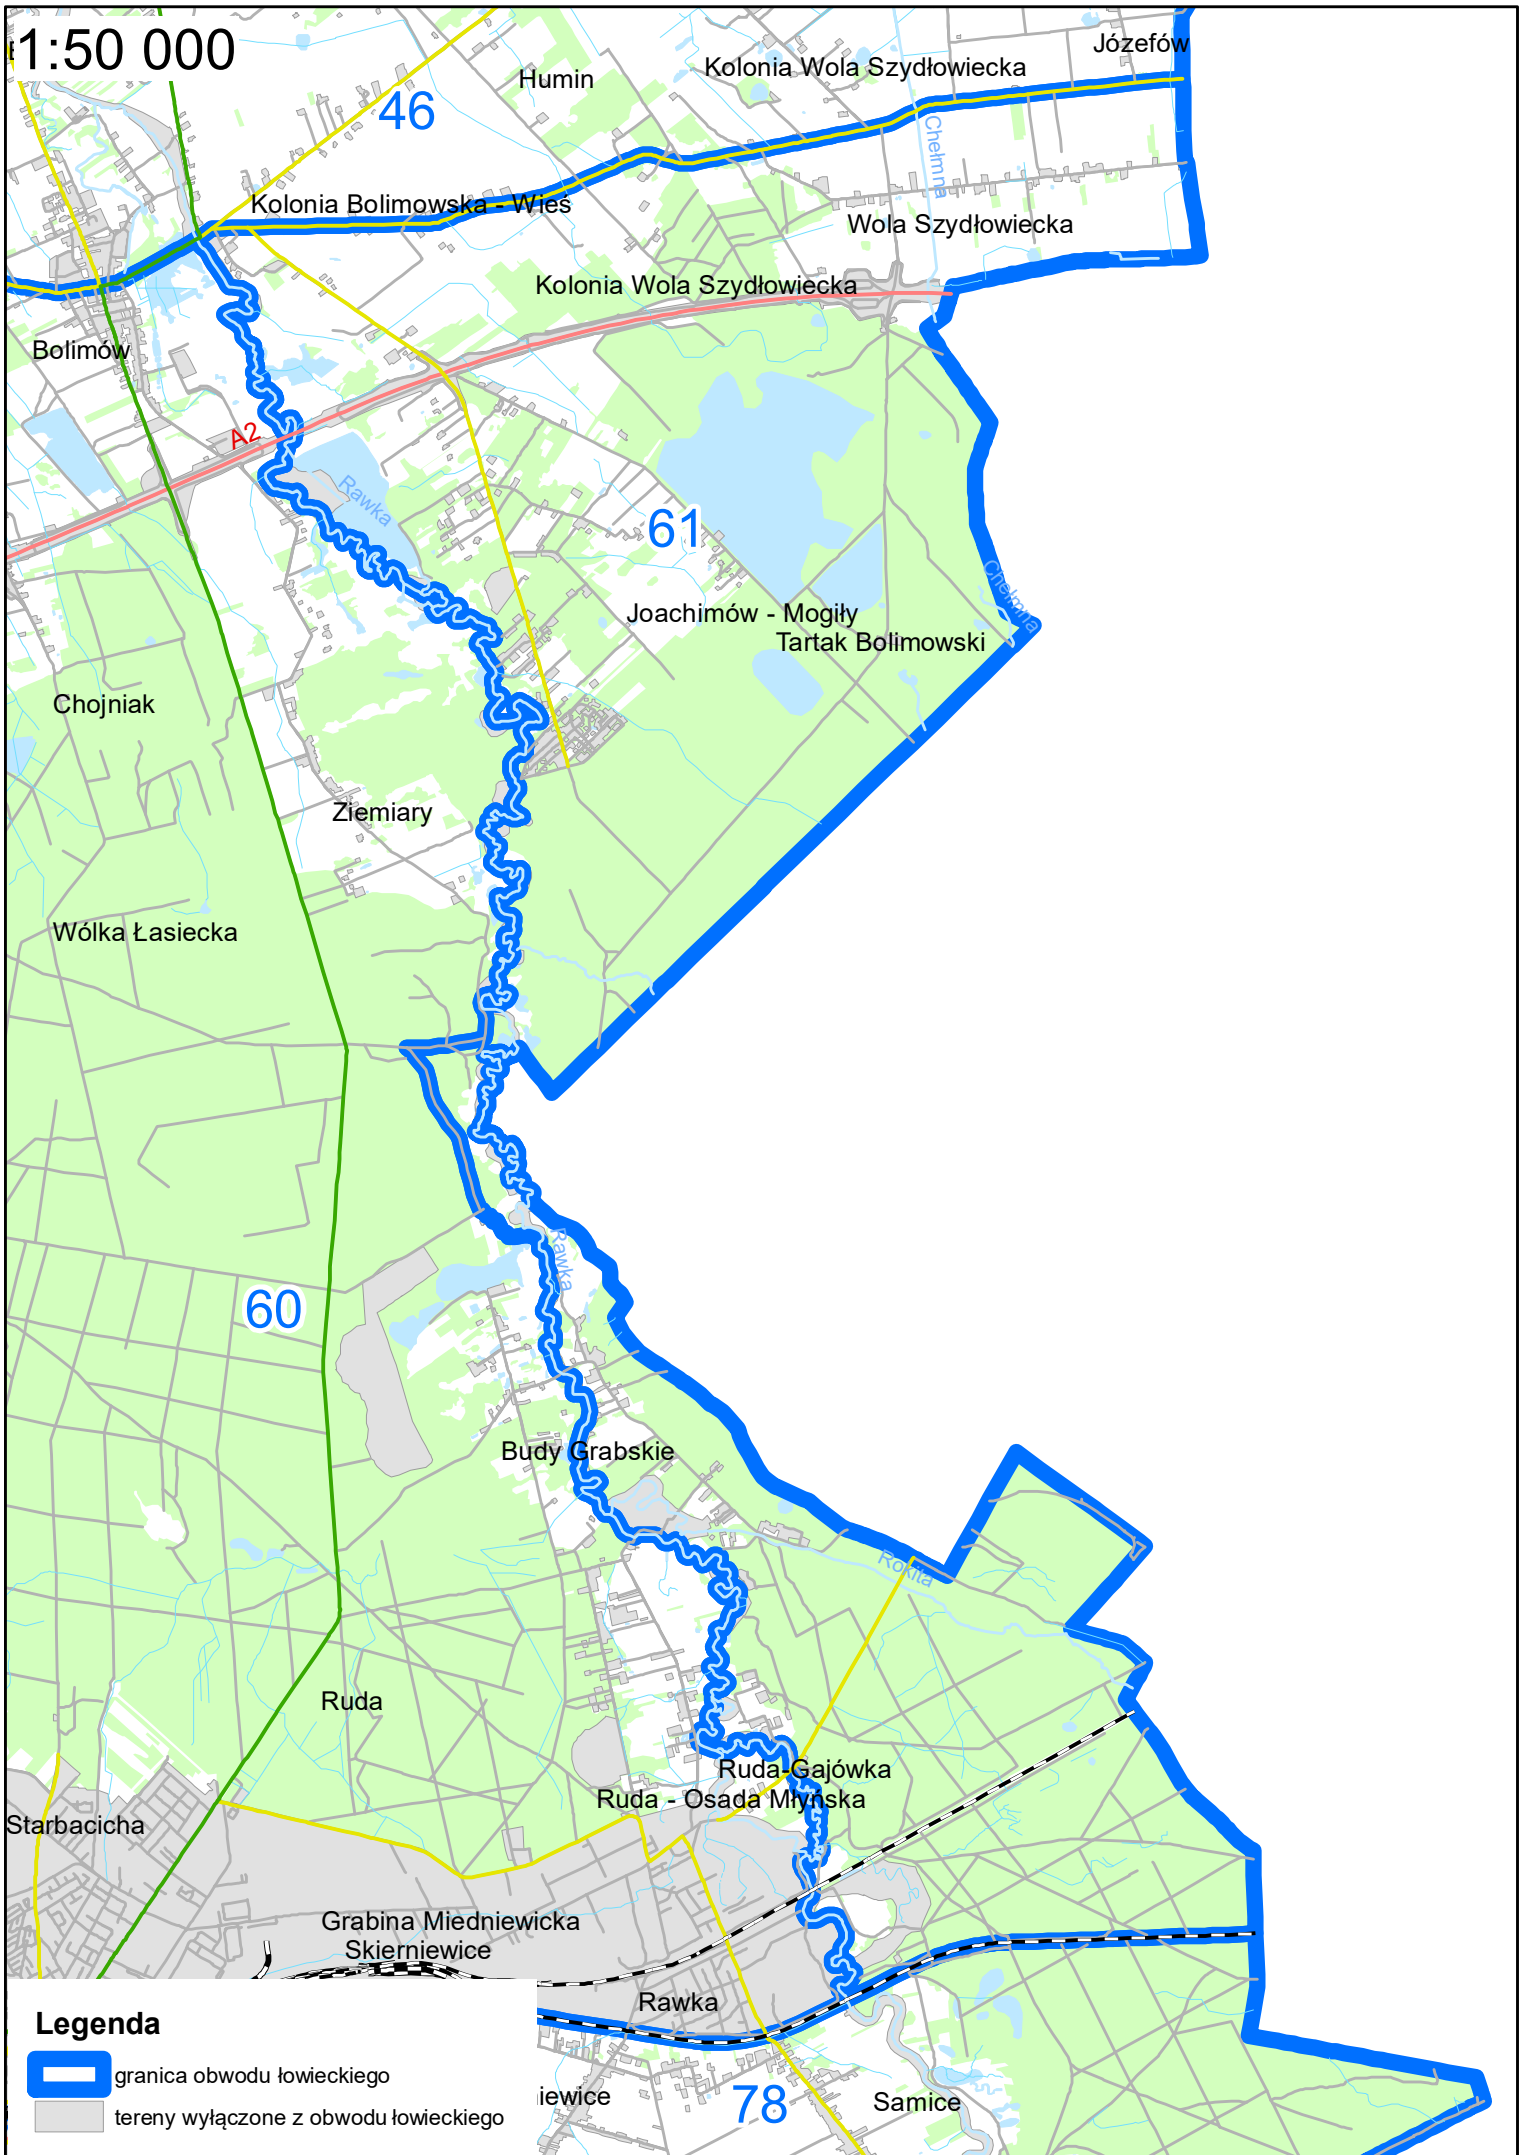 1:50 000
Józefów
Kolonia Wola Szydłowiecka
Humin
46
Chełmna
Kolonia Bolimowska - Wieś
Wola Szydłowiecka
Kolonia Wola Szydłowiecka
Bolimów
A2
Rawka
61
Chełmna
Joachimów - Mogiły
Tartak Bolimowski
Chojniak
Ziemiary
Wólka Łasiecka
Rawka
60
Budy Grabskie
Rokita
Ruda
Ruda-Gajówka
Ruda - Osada Młyńska
Starbacicha
Grabina Miedniewicka
Skierniewice
Rawka
Legenda
granica obwodu łowieckiego
tereny wyłączone z obwodu łowieckiego
iewice
78
Samice